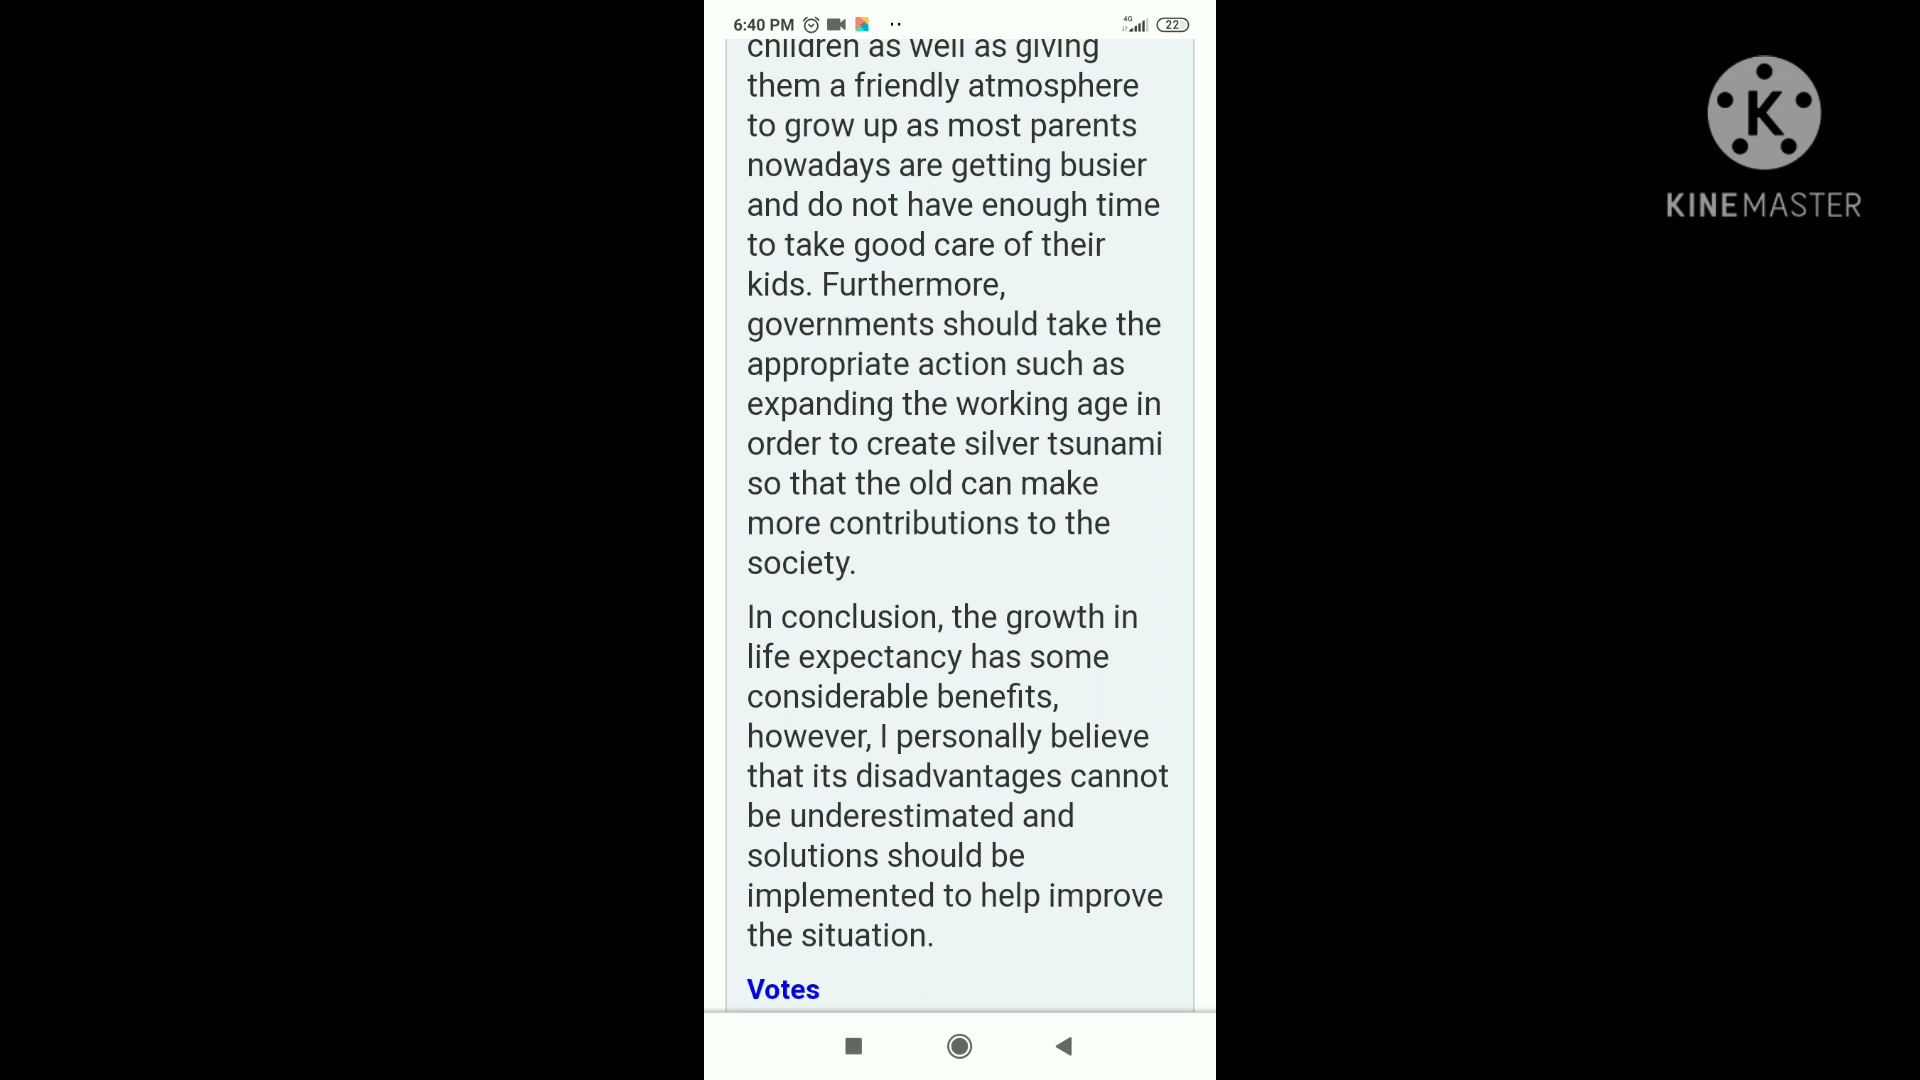 6:40 PM
4G
22
children as well as giving
them a friendly atmosphere
to grow up as most parents
nowadays are getting busier
and do not have enough time
to take good care of their
kids. Furthermore,
governments should take the
appropriate action such as
expanding the working age in
order to create silver tsunami
so that the old can make
more contributions to the
society.
In conclusion, the growth in
life expectancy has some
considerable benefits,
however, I personally believe
that its disadvantages cannot
be underestimated and
solutions should be
implemented to help improve
the situation.
Votes
K
KINEMASTER